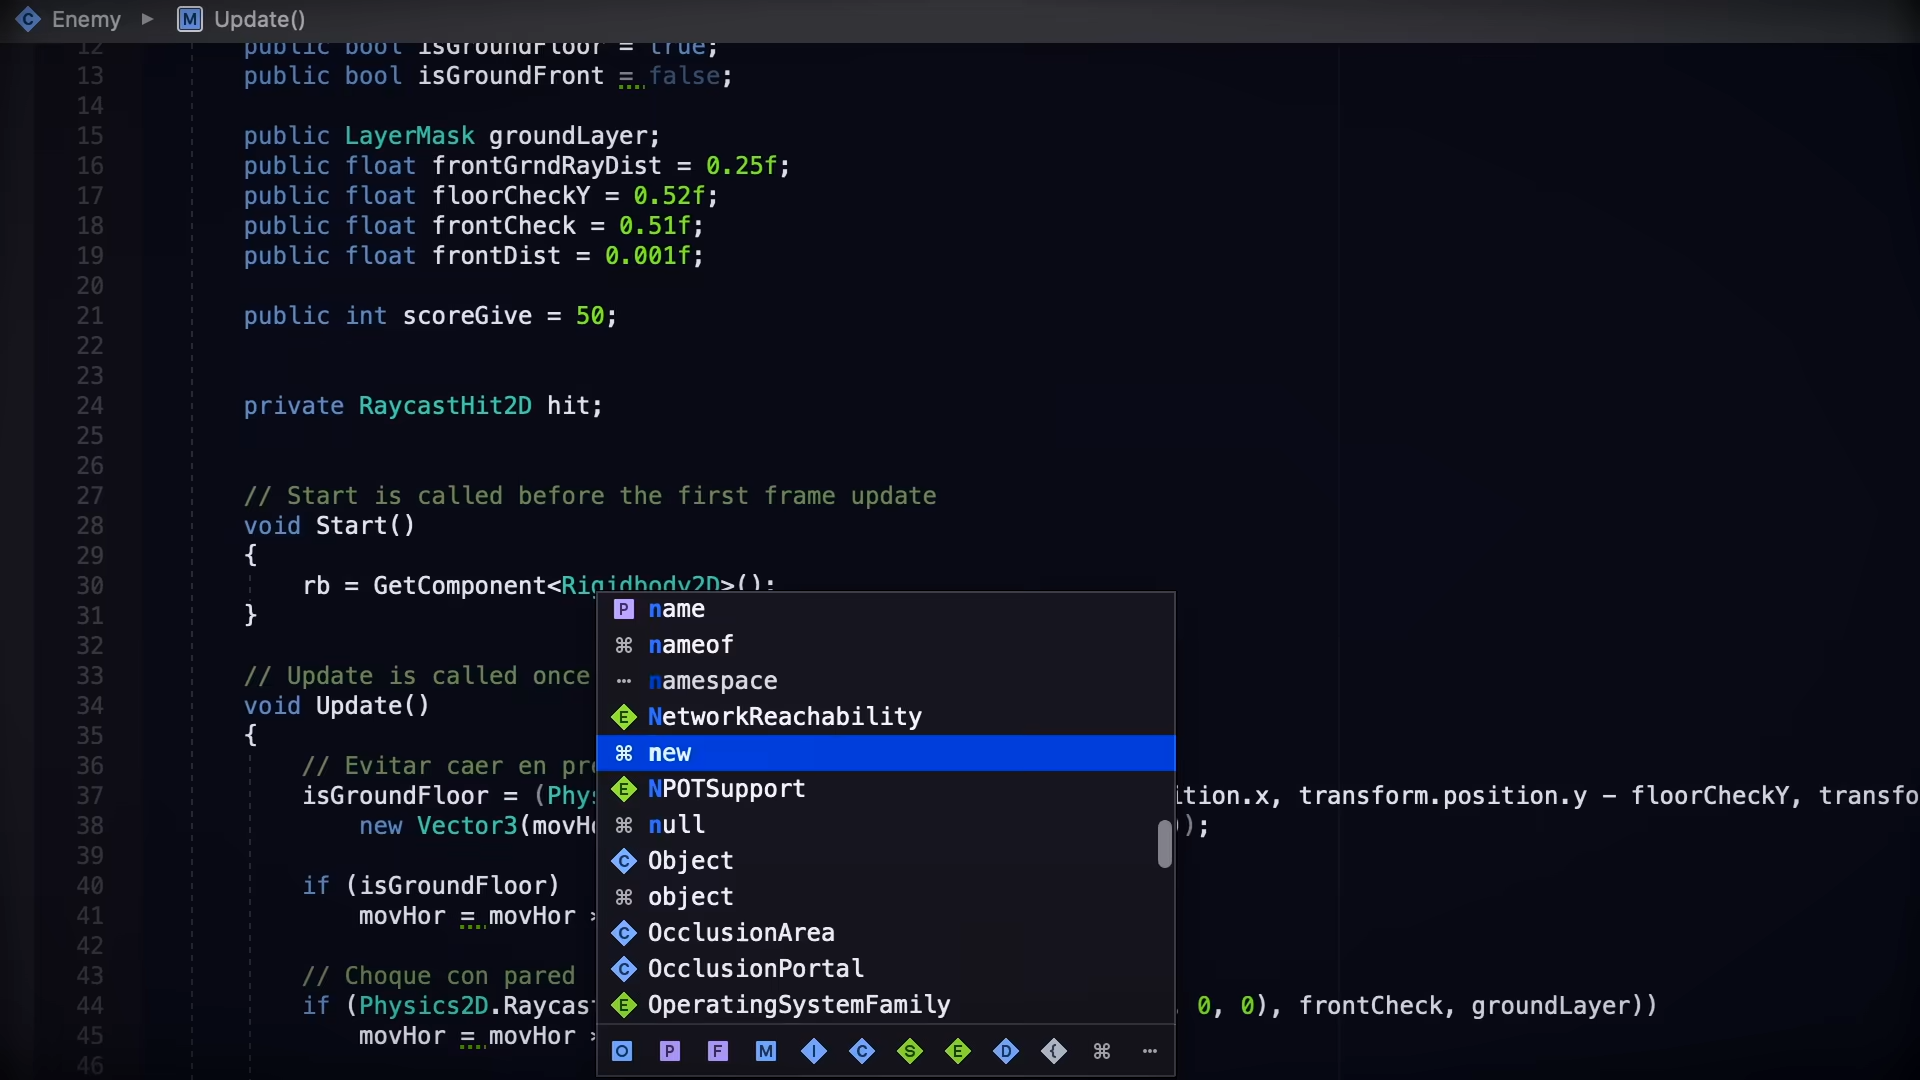 C Enemy ▶ M Update()
12 public bool isGroundFloor = true;
13 public bool isGroundFront = false;
14
15 public LayerMask groundLayer;
16 public float frontGrndRayDist = 0.25f;
17 public float floorCheckY = 0.52f;
18 public float frontCheck = 0.51f;
19 public float frontDist = 0.001f;
20
21 public int scoreGive = 50;
22
23
24 private RaycastHit2D hit;
25
26
27 // Start is called before the first frame update
28 void Start()
29 {
30 rb = GetComponent<Rigidbody2D>();
31 }
32
33 // Update is called once
34 void Update()
35 {
36 // Evitar caer en pre
37 isGroundFloor = (Phys
ition.x, transform.position.y - floorCheckY, transfo
38 new Vector3(movHo
));
39
40 if (isGroundFloor)
41 movHor = movHor
42
43 // Choque con pared
44 if (Physics2D.Raycas
0, 0), frontCheck, groundLayer))
45 movHor = movHor
46
P name
⌘ nameof
··· namespace
E NetworkReachability
⌘ new
E NPOTSupport
⌘ null
C Object
⌘ object
C OcclusionArea
C OcclusionPortal
E OperatingSystemFamily
O P F M I C S E D { ⌘ ···